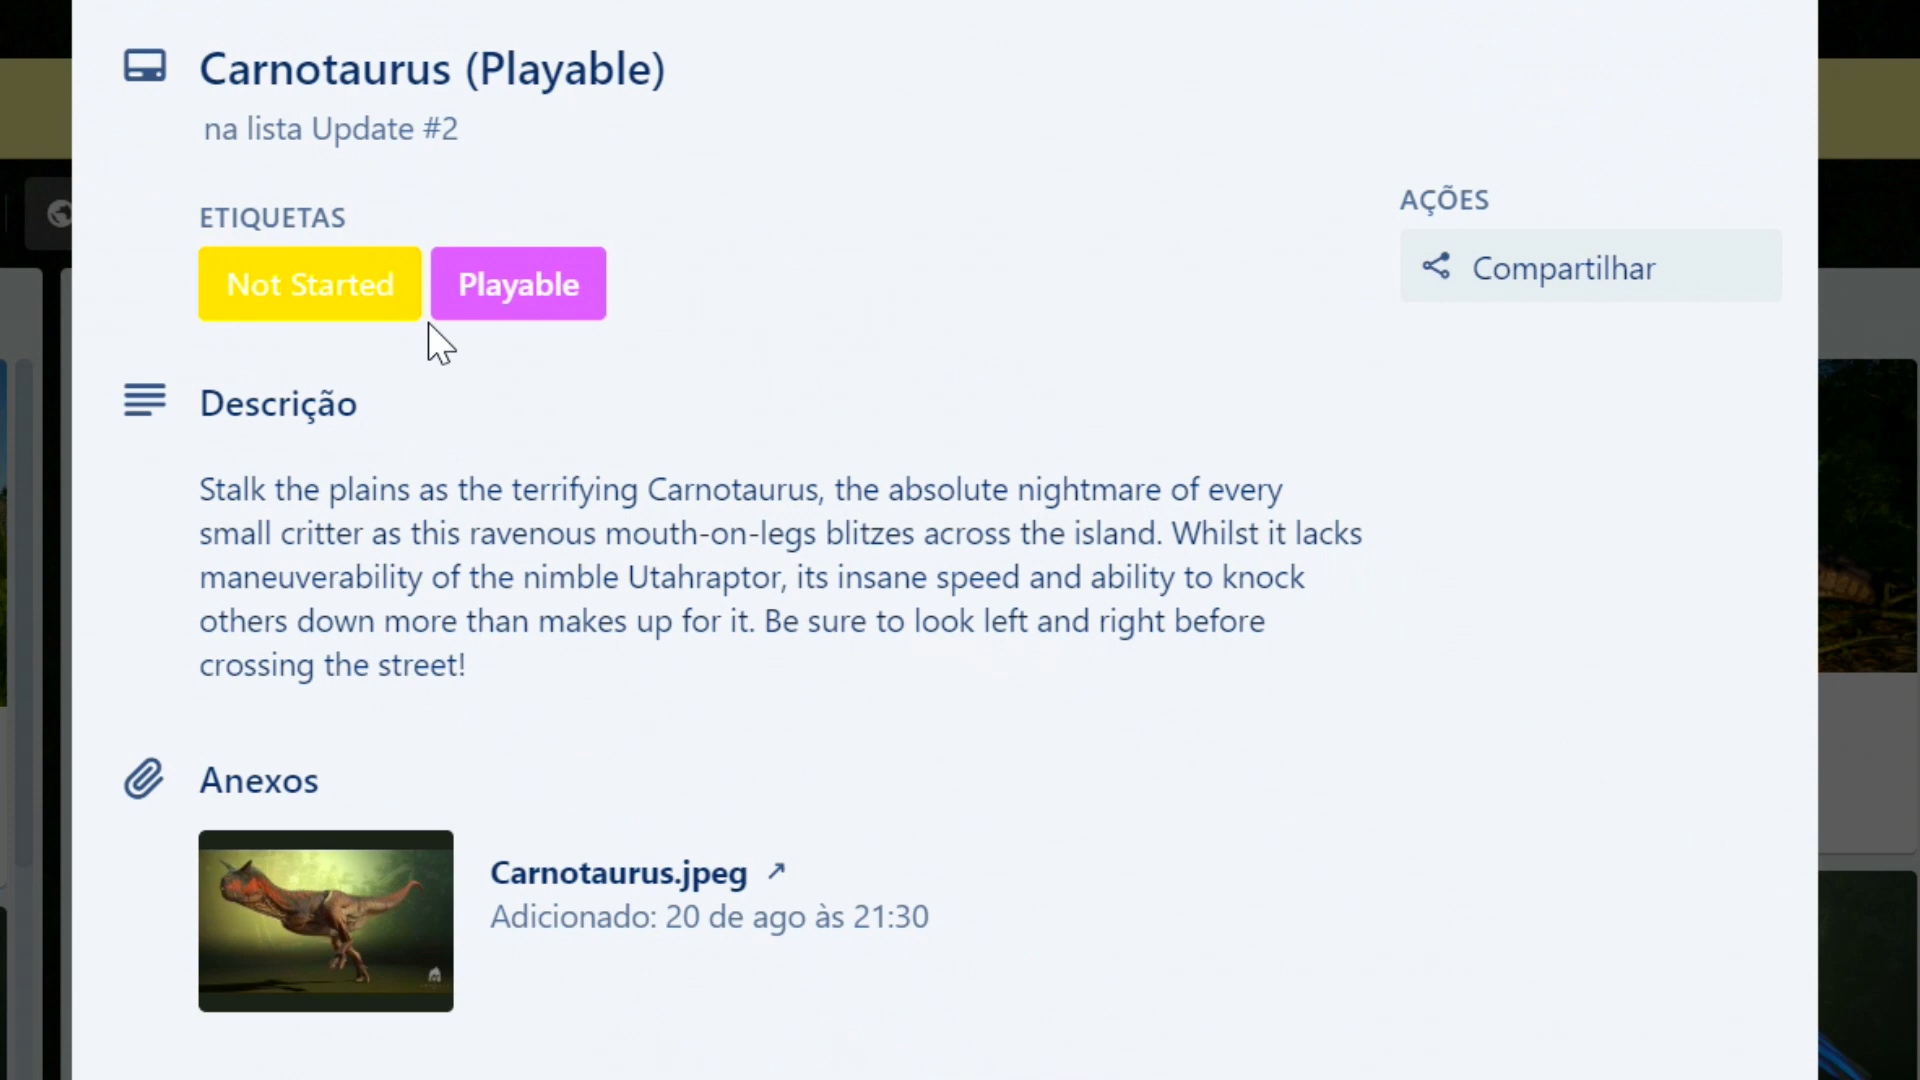 Carnotaurus (Playable)
na lista Update #2
ETIQUETAS
Not Started
Playable
AÇÕES
Compartilhar
Descrição
Stalk the plains as the terrifying Carnotaurus, the absolute nightmare of every
small critter as this ravenous mouth-on-legs blitzes across the island. Whilst it lacks
maneuverability of the nimble Utahraptor, its insane speed and ability to knock
others down more than makes up for it. Be sure to look left and right before
crossing the street!
Anexos
Carnotaurus.jpeg
Adicionado: 20 de ago às 21:30